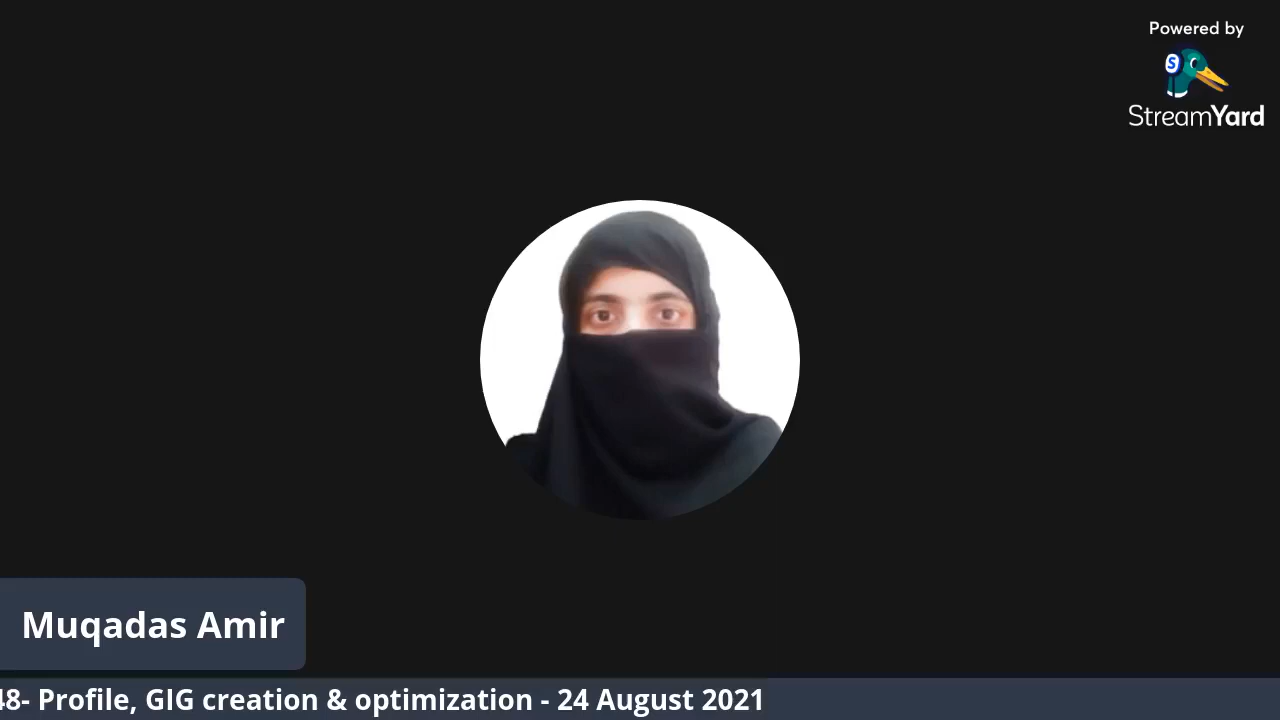 Powered by
S
StreamYard
Muqadas Amir
48- Profile, GIG creation & optimization - 24 August 2021